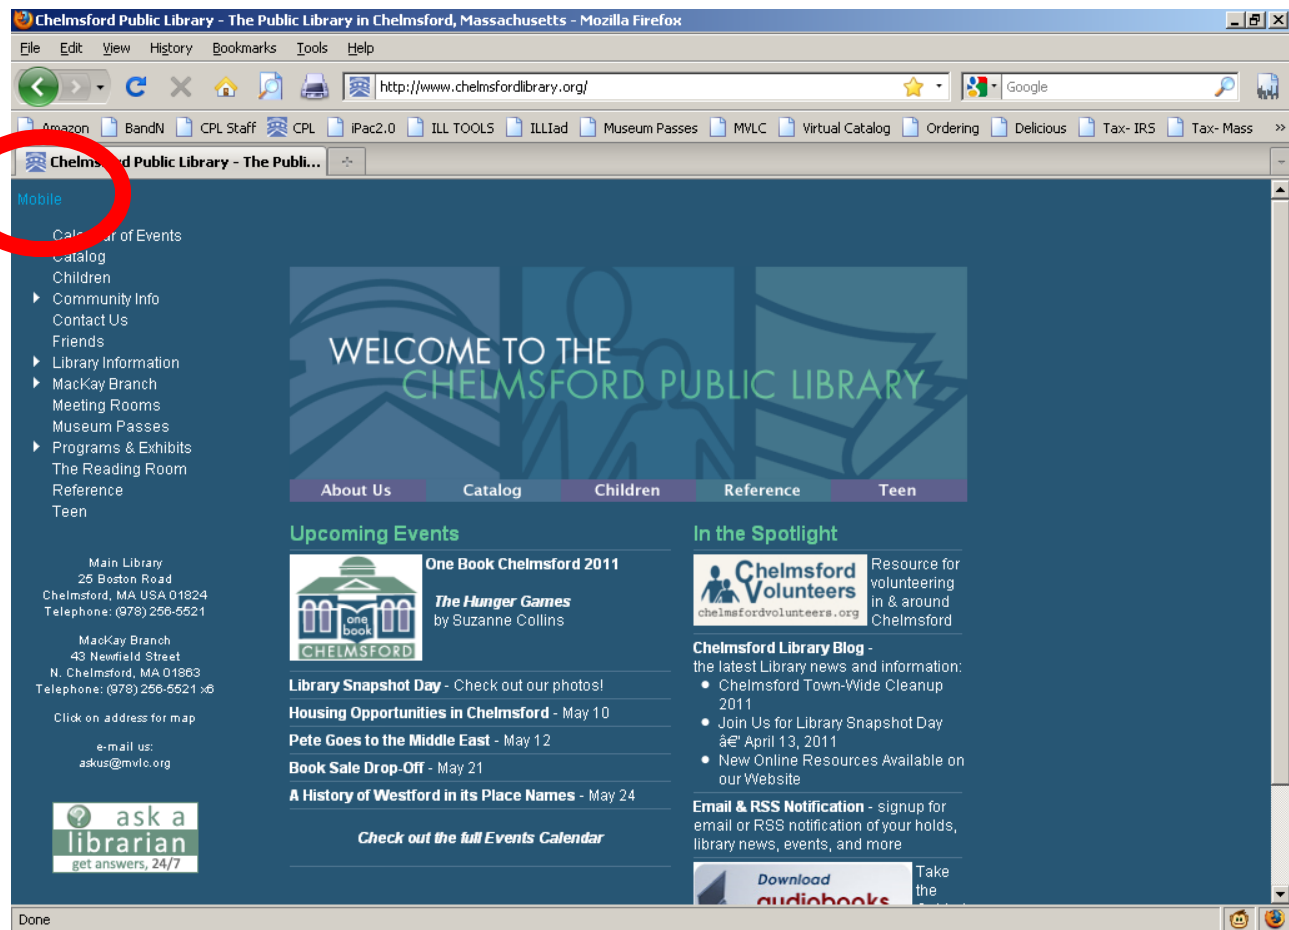 Chelmsford Public Library - The Public Library in Chelmsford, Massachusetts - Mozilla Firefox
File Edit View History Bookmarks Tools Help
http://www.chelmsfordlibrary.org/ Google
Amazon BandN CPL Staff CPL iPac2.0 ILL TOOLS ILLIad Museum Passes MVLC Virtual Catalog Ordering Delicious Tax- IRS Tax- Mass »
Chelmsford Public Library - The Publi...
Mobile
Calendar of Events
Catalog
Children
Community Info
Contact Us
Friends
Library Information
MacKay Branch
Meeting Rooms
Museum Passes
Programs & Exhibits
The Reading Room
Reference
Teen
Main Library
25 Boston Road
Chelmsford, MA USA 01824
Telephone: (978) 256-5521
MacKay Branch
43 Newfield Street
N. Chelmsford, MA 01863
Telephone: (978) 256-5521 x6
Click on address for map
e-mail us:
askus@mvlc.org
? ask a
librarian
get answers, 24/7
WELCOME TO THE
CHELMSFORD PUBLIC LIBRARY
About Us Catalog Children Reference Teen
Upcoming Events
one
book
CHELMSFORD
One Book Chelmsford 2011
The Hunger Games
by Suzanne Collins
Library Snapshot Day - Check out our photos!
Housing Opportunities in Chelmsford - May 10
Pete Goes to the Middle East - May 12
Book Sale Drop-Off - May 21
A History of Westford in its Place Names - May 24
Check out the full Events Calendar
In the Spotlight
Chelmsford
Volunteers
chelmsfordvolunteers.org
Resource for
volunteering
in & around
Chelmsford
Chelmsford Library Blog -
the latest Library news and information:
Chelmsford Town-Wide Cleanup
2011
Join Us for Library Snapshot Day
â€" April 13, 2011
New Online Resources Available on
our Website
Email & RSS Notification - signup for
email or RSS notification of your holds,
library news, events, and more
Download
audiobooks
Take
the
Done